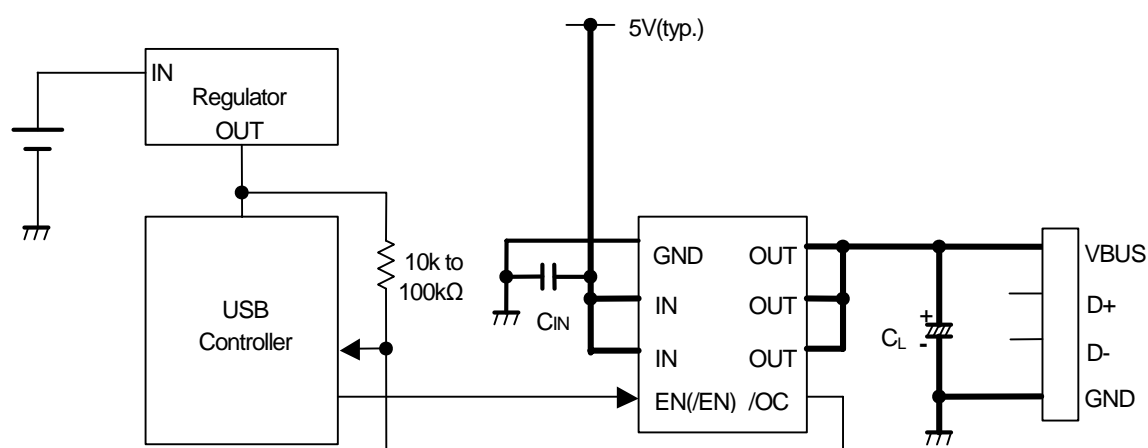 5V(typ.)
IN
Regulator
OUT
10k to
100kΩ
USB
Controller
CIN
GND
IN
IN
EN(/EN)
OUT
OUT
OUT
/OC
+
CL
-
VBUS
D+
D-
GND